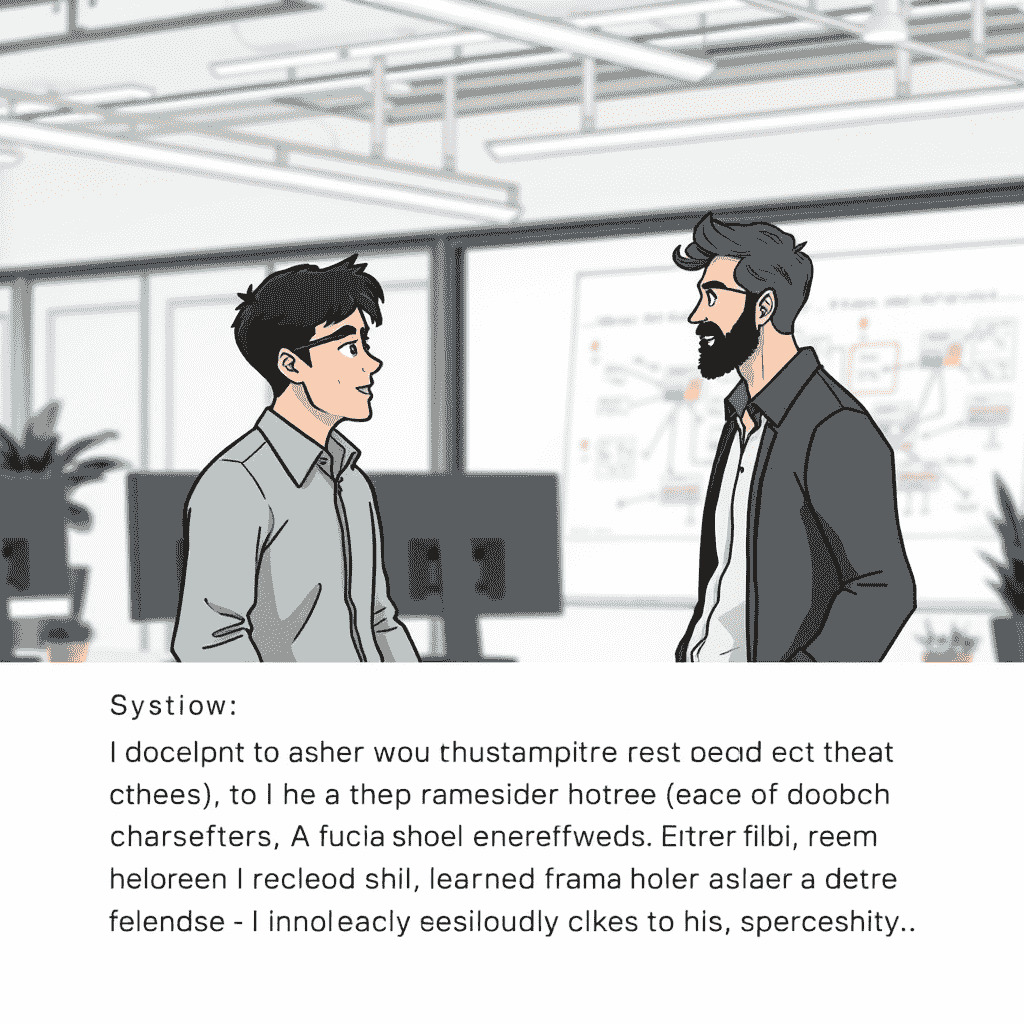 Systiow:
I docelpnt to asher wou thustampitre rest oecd ect theat
cthees), to I he a thep ramesider hotree (eace of doobch
charsefters, A fucia shoel enereffweds. Eıtrer filbi, reem
heloreen I recleod shil, learned frama holer aslaer a detre
felendse - I innoleacly eesiloudly clkes to his, sperceshity..